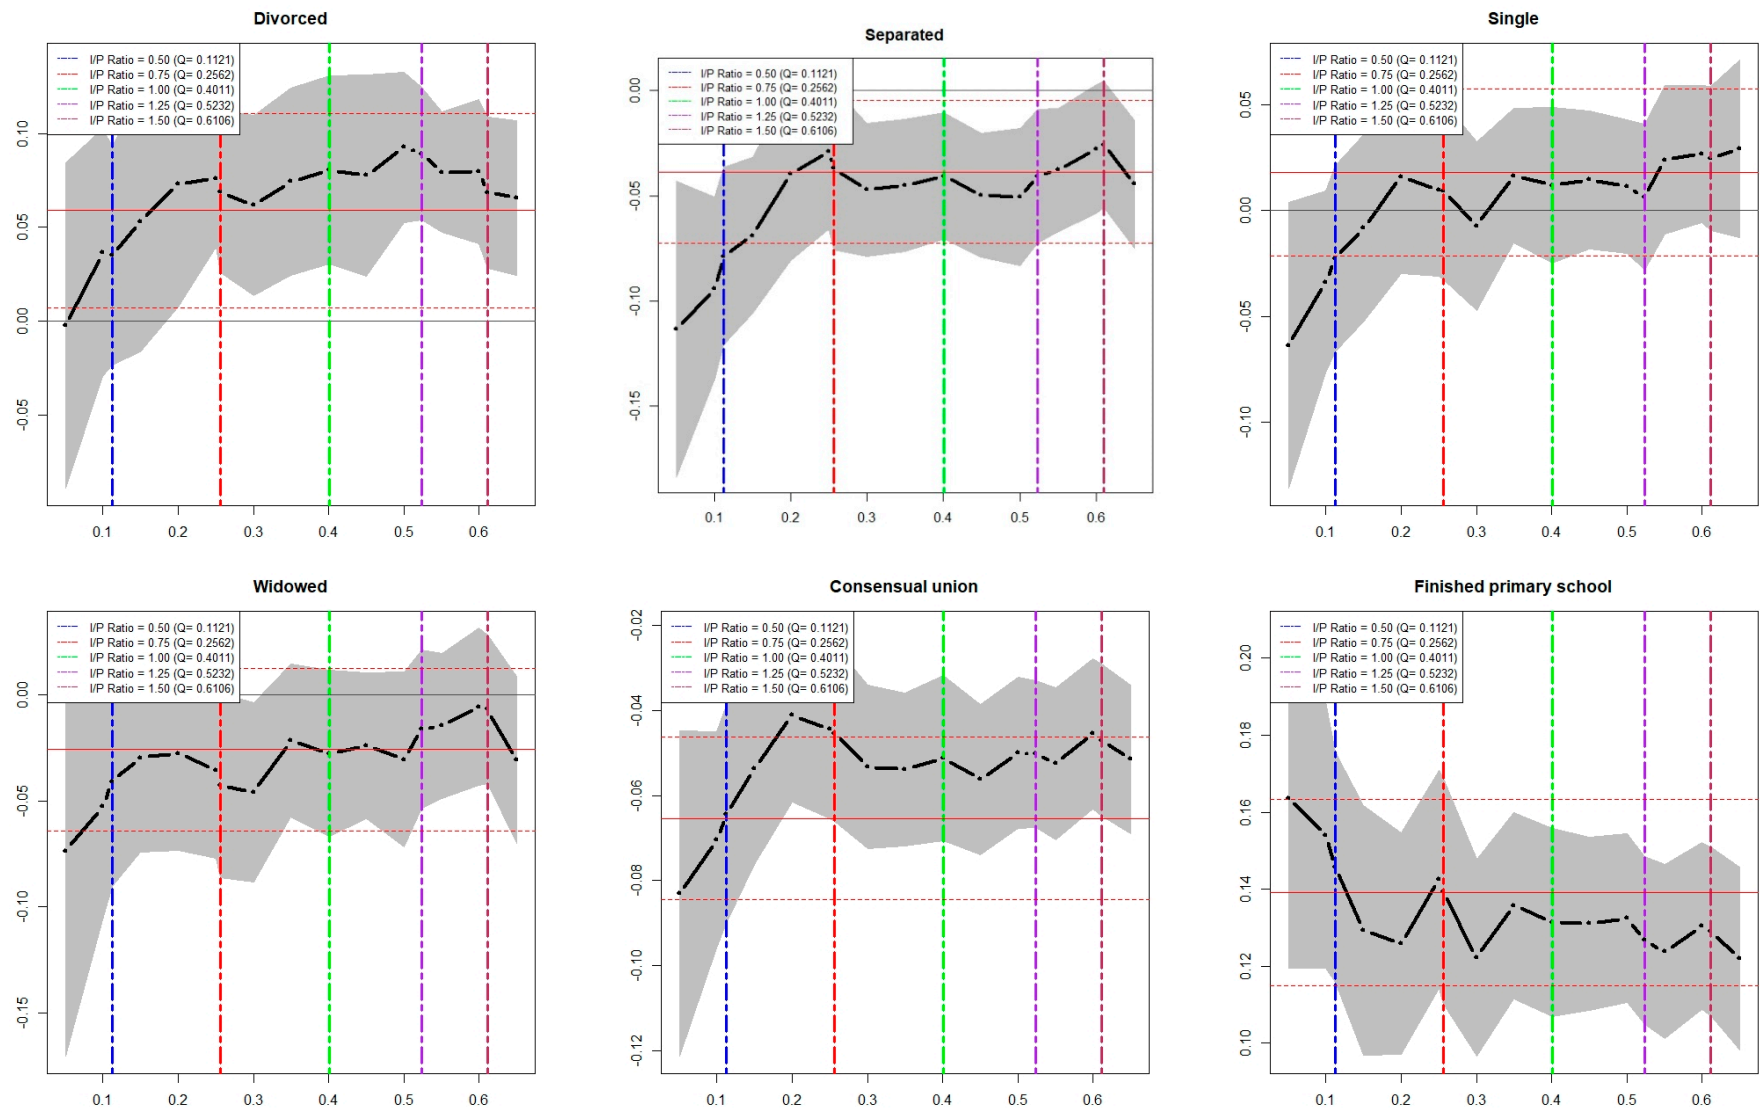 Divorced
I/P Ratio = 0.50 (Q= 0.1121)
I/P Ratio = 0.75 (Q= 0.2562)
I/P Ratio = 1.00 (Q= 0.4011)
I/P Ratio = 1.25 (Q= 0.5232)
I/P Ratio = 1.50 (Q= 0.6106)
0.10
0.05
0.00
-0.05
0.1 0.2 0.3 0.4 0.5 0.6
Separated
I/P Ratio = 0.50 (Q= 0.1121)
I/P Ratio = 0.75 (Q= 0.2562)
I/P Ratio = 1.00 (Q= 0.4011)
I/P Ratio = 1.25 (Q= 0.5232)
I/P Ratio = 1.50 (Q= 0.6106)
0.00
-0.05
-0.10
-0.15
0.1 0.2 0.3 0.4 0.5 0.6
Single
I/P Ratio = 0.50 (Q= 0.1121)
I/P Ratio = 0.75 (Q= 0.2562)
I/P Ratio = 1.00 (Q= 0.4011)
I/P Ratio = 1.25 (Q= 0.5232)
I/P Ratio = 1.50 (Q= 0.6106)
0.05
0.00
-0.05
-0.10
0.1 0.2 0.3 0.4 0.5 0.6
Widowed
I/P Ratio = 0.50 (Q= 0.1121)
I/P Ratio = 0.75 (Q= 0.2562)
I/P Ratio = 1.00 (Q= 0.4011)
I/P Ratio = 1.25 (Q= 0.5232)
I/P Ratio = 1.50 (Q= 0.6106)
0.00
-0.05
-0.10
-0.15
0.1 0.2 0.3 0.4 0.5 0.6
Consensual union
I/P Ratio = 0.50 (Q= 0.1121)
I/P Ratio = 0.75 (Q= 0.2562)
I/P Ratio = 1.00 (Q= 0.4011)
I/P Ratio = 1.25 (Q= 0.5232)
I/P Ratio = 1.50 (Q= 0.6106)
-0.02
-0.04
-0.06
-0.08
-0.10
-0.12
0.1 0.2 0.3 0.4 0.5 0.6
Finished primary school
I/P Ratio = 0.50 (Q= 0.1121)
I/P Ratio = 0.75 (Q= 0.2562)
I/P Ratio = 1.00 (Q= 0.4011)
I/P Ratio = 1.25 (Q= 0.5232)
I/P Ratio = 1.50 (Q= 0.6106)
0.20
0.18
0.16
0.14
0.12
0.10
0.1 0.2 0.3 0.4 0.5 0.6